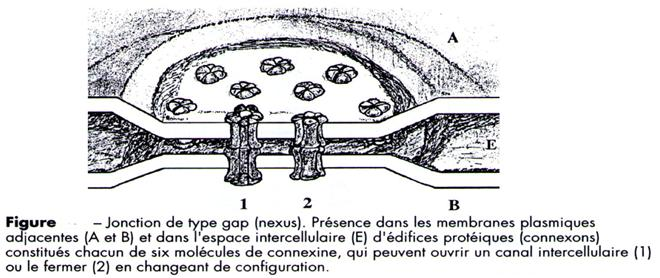 A
E
1 2 B
Figure – Jonction de type gap (nexus). Présence dans les membranes plasmiques
adjacentes (A et B) et dans l'espace intercellulaire (E) d'édifices protéiques (connexons)
constitués chacun de six molécules de connexine, qui peuvent ouvrir un canal intercellulaire (1)
ou le fermer (2) en changeant de configuration.